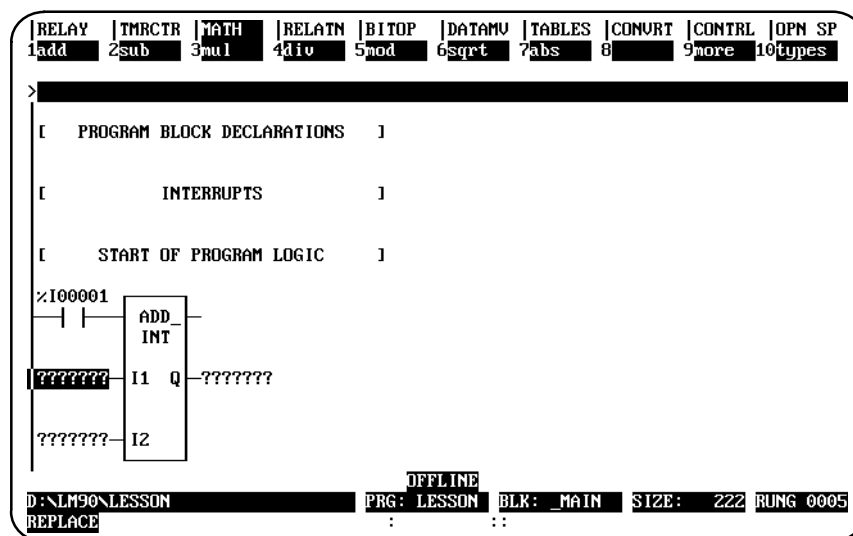 |RELAY |TMRCTR |MATH |RELATN |BITOP |DATAMV |TABLES |CONVRT |CONTRL |OPN SP
1add 2sub 3mul 4div 5mod 6sqrt 7abs 8 9more 10types
>
[ PROGRAM BLOCK DECLARATIONS ]
[ INTERRUPTS ]
[ START OF PROGRAM LOGIC ]
%I00001
ADD_
INT
??????? I1 Q ???????
??????? I2
OFFLINE
D:\LM90\LESSON PRG: LESSON BLK: _MAIN SIZE: 222 RUNG 0005
REPLACE : ::